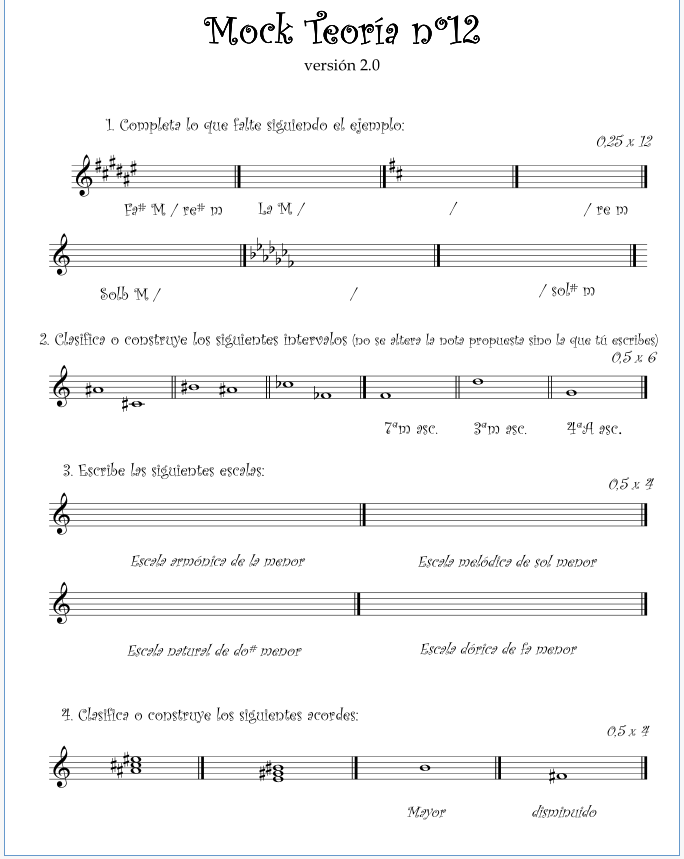 Mock Teoría nº12
versión 2.0
1. Completa lo que falte siguiendo el ejemplo:
0,25 x 12
Fa# M / re# m La M / / / re m
Solb M / / / sol# m
2. Clasifica o construye los siguientes intervalos (no se altera la nota propuesta sino la que tú escribes)
0,5 x 6
7ªm asc. 3ªm asc. 4ªA asc.
3. Escribe las siguientes escalas:
0,5 x 4
Escala armónica de la menor Escala melódica de sol menor
Escala natural de do# menor Escala dórica de fa menor
4. Clasifica o construye los siguientes acordes:
0,5 x 4
Mayor disminuido